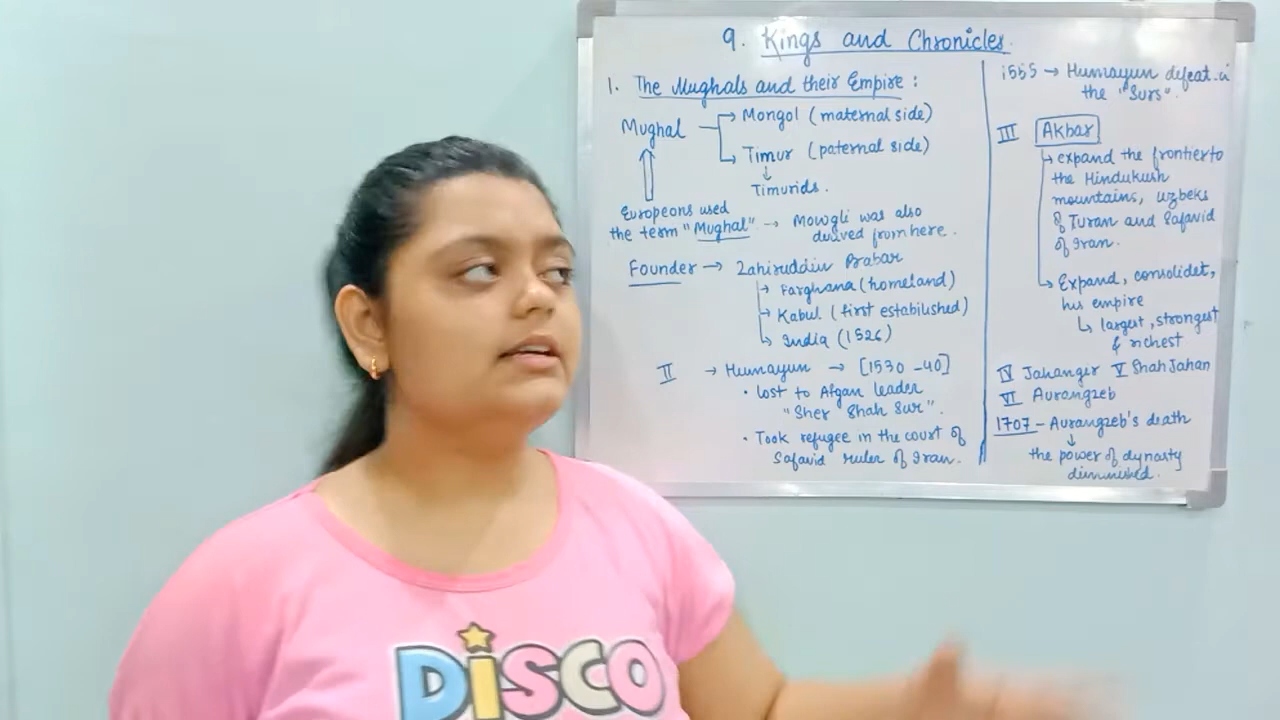 9. Kings and Chronicles.
1. The Mughals and their Empire :
Mughal
Mongol (maternal side)
Timur (paternal side)
↓
Timurids.
Europeons used
the term "Mughal" → Mowgli was also
derived from here.
Founder → Zahiruddin Brabar
→ Farghana (homeland)
→ Kabul (first established)
→ India (1526)
II → Humayun → [1530-40]
• lost to Afgan leader
"Sher Shah Sur".
• Took refugee in the court of
Safavid ruler of Iran.
1555 → Humayun defeat
the "Surs".
III Akbar
→ expand the frontier to
the Hindukush
mountains, uzbeks
of Turan and Safavid
of Iran.
→ Expand, consolidet,
his empire
↳ largest, strongest
& richest
IV Jahanger V Shah Jahan
VI Aurangzeb
1707 - Aurangzeb's death
↓
the power of dynasty
diminished.
DiSCO